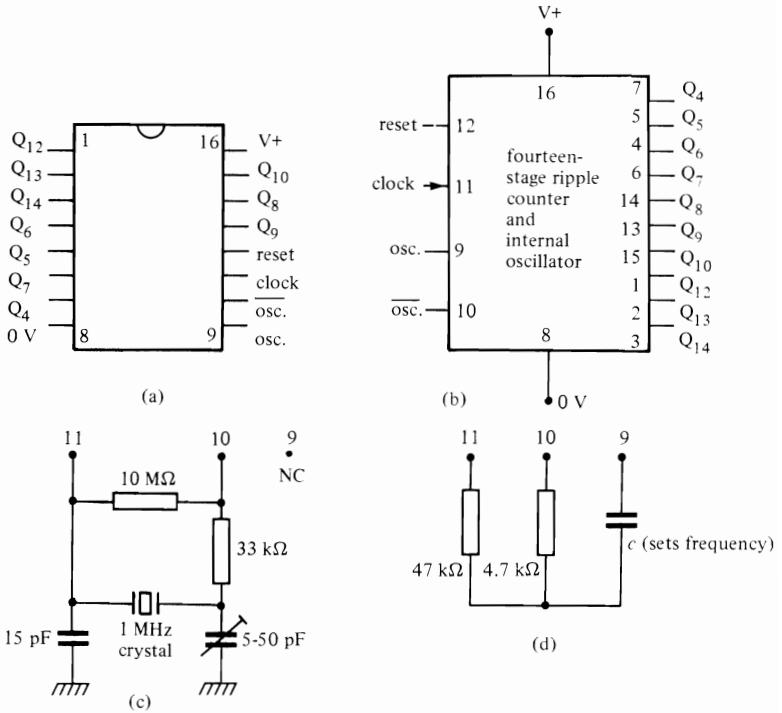 V+
Q12 1 16 V+
Q13 Q10
Q14 Q8
Q6 Q9
Q5 reset
Q7 clock
Q4 osc.
0 V 8 9 osc.
(a)
16
reset 12
clock 11
osc. 9
osc. 10
fourteen-
stage ripple
counter
and
internal
oscillator
7 Q4
5 Q5
4 Q6
6 Q7
14 Q8
13 Q9
15 Q10
1 Q12
2 Q13
3 Q14
8
(b)
0 V
11 10 9
NC
10 MΩ
33 kΩ
15 pF
1 MHz
crystal
5-50 pF
(c)
11 10 9
47 kΩ 4.7 kΩ
c (sets frequency)
(d)